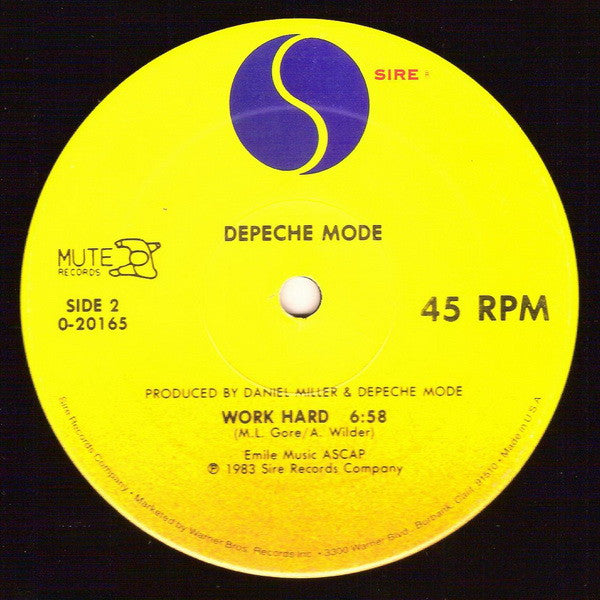 SIRE ®
DEPECHE MODE
MUTE
RECORDS
SIDE 2
0-20165
45 RPM
PRODUCED BY DANIEL MILLER & DEPECHE MODE
WORK HARD 6:58
(M.L. Gore/A. Wilder)
Emile Music ASCAP
℗ 1983 Sire Records Company
Sire Records Company • Marketed by Warner Bros. Records Inc. • 3300 Warner Blvd., Burbank, Calif. 91510 • Made in U.S.A.